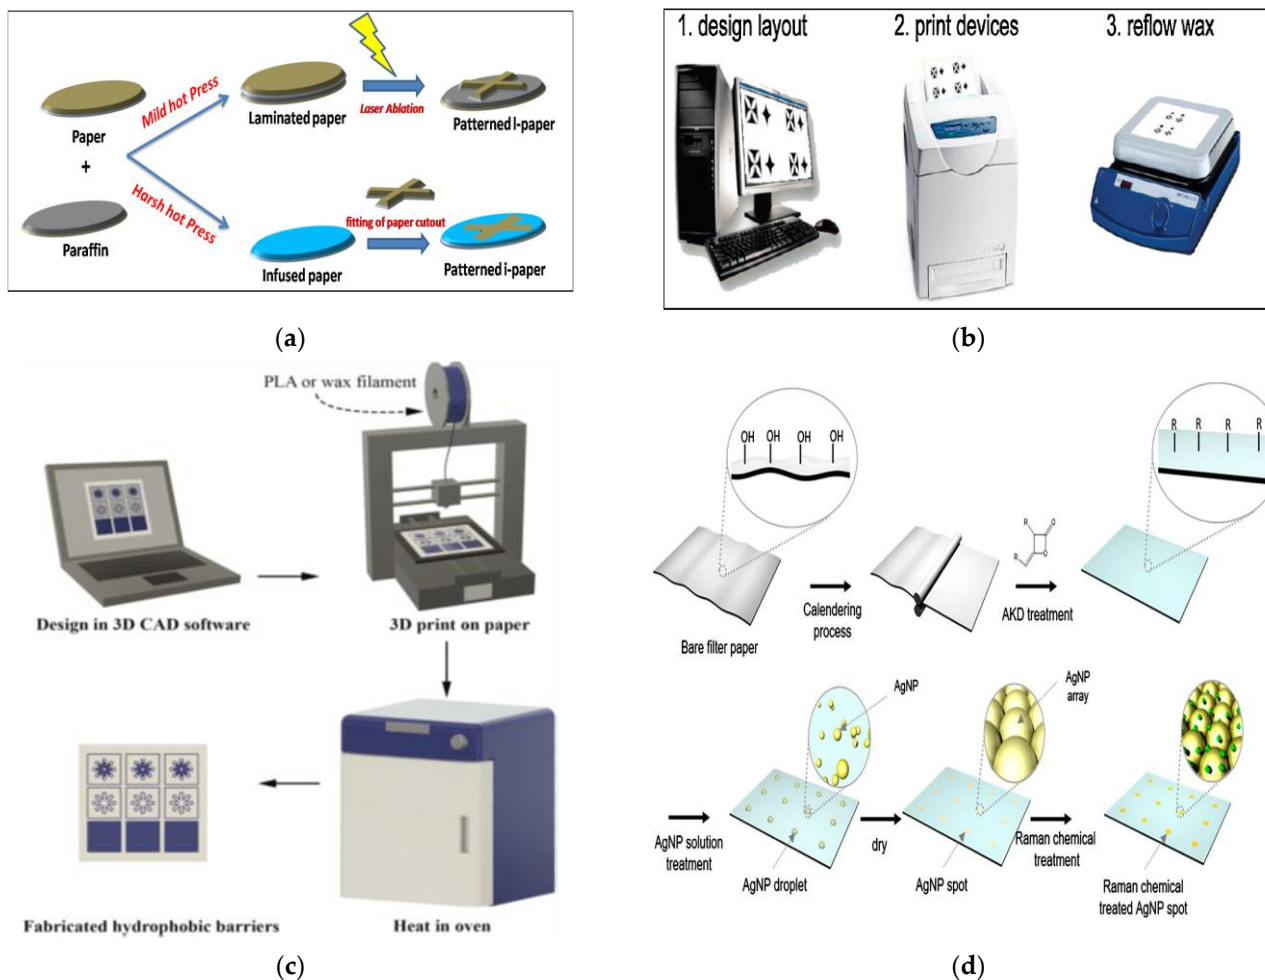 Paper
+
Paraffin
Mild hot Press
Harsh hot Press
Laminated paper
Laser Ablation
Patterned l-paper
Infused paper
fitting of paper cutout
Patterned i-paper
(a)
1. design layout
2. print devices
3. reflow wax
(b)
PLA or wax filament
Design in 3D CAD software
3D print on paper
Fabricated hydrophobic barriers
Heat in oven
(c)
OH OH OH OH
R R R R
Bare filter paper
Calendering
process
R
O
O
R
AKD treatment
AgNP
AgNP
array
AgNP solution
treatment
AgNP droplet
dry
AgNP spot
Raman chemical
treatment
Raman chemical
treated AgNP spot
(d)